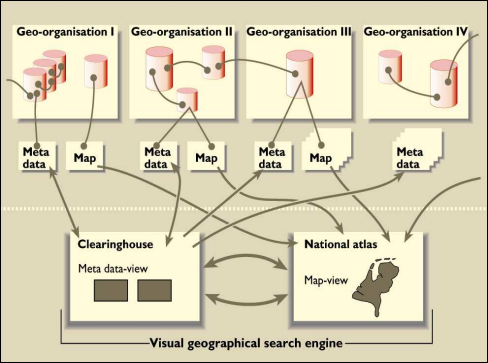 Geo-organisation I
Geo-organisation II
Geo-organisation III
Geo-organisation IV
Meta
data
Map
Meta
data
Map
Meta
data
Map
Meta
data
Clearinghouse
Meta data-view
National atlas
Map-view
Visual geographical search engine